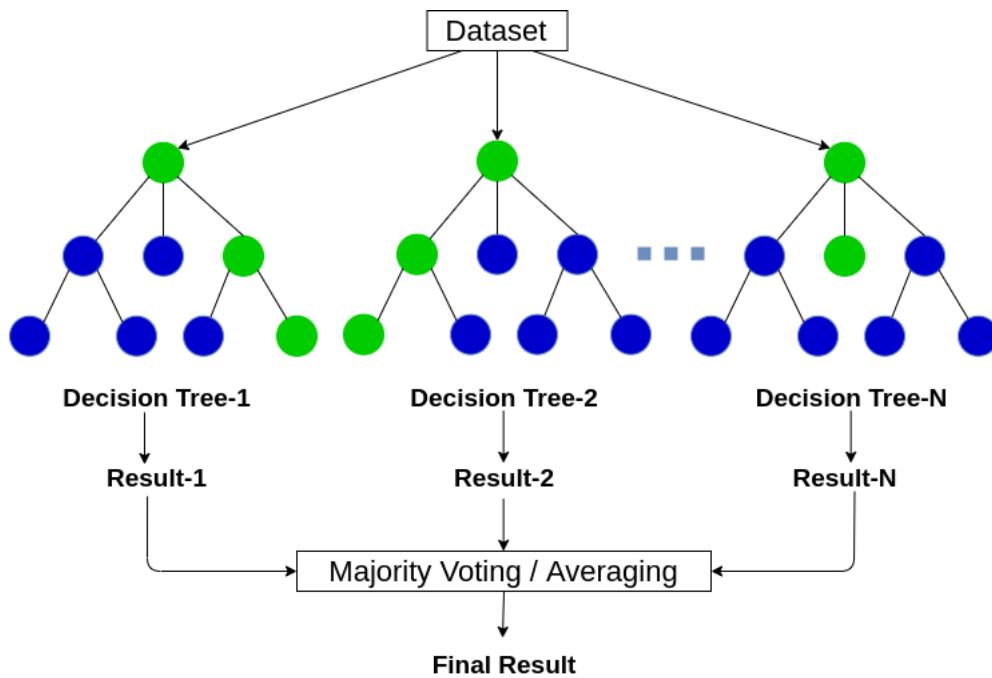 Dataset
Decision Tree-1
Decision Tree-2
Decision Tree-N
Result-1
Result-2
Result-N
Majority Voting / Averaging
Final Result